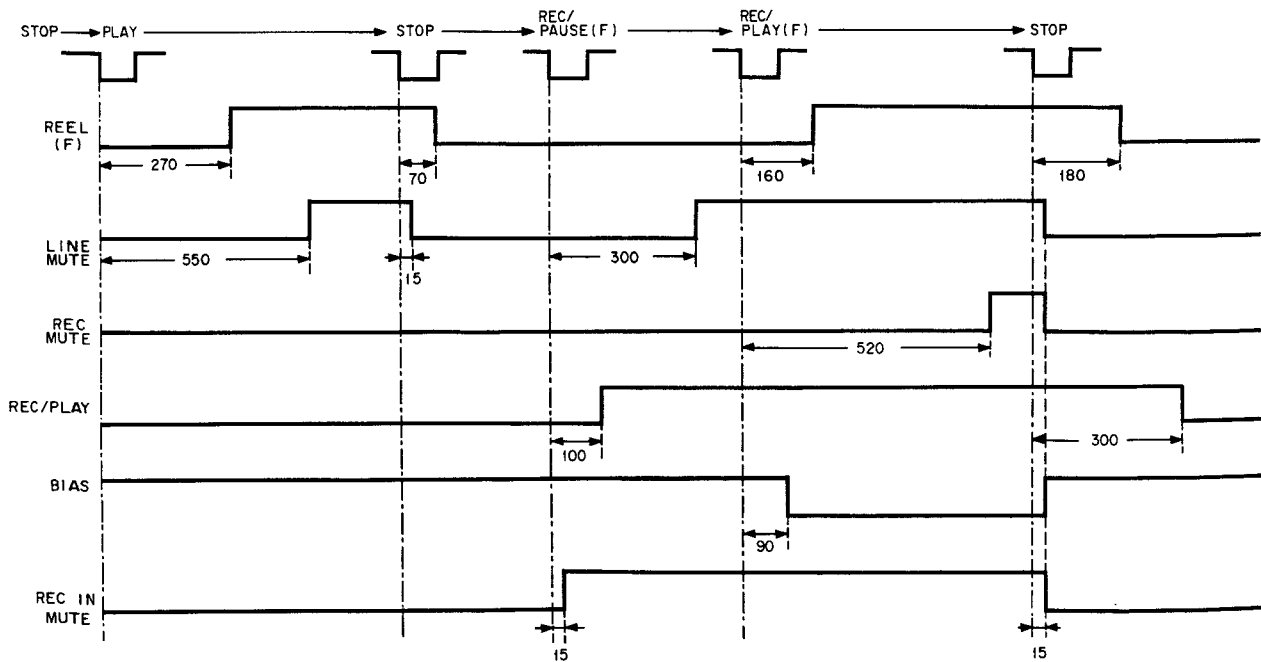 STOP → PLAY → STOP → REC/ PAUSE(F) → REC/ PLAY(F) → STOP
REEL (F)
270
70
160
180
LINE MUTE
550
15
300
REC MUTE
520
REC/PLAY
100
300
BIAS
90
REC IN MUTE
15
15